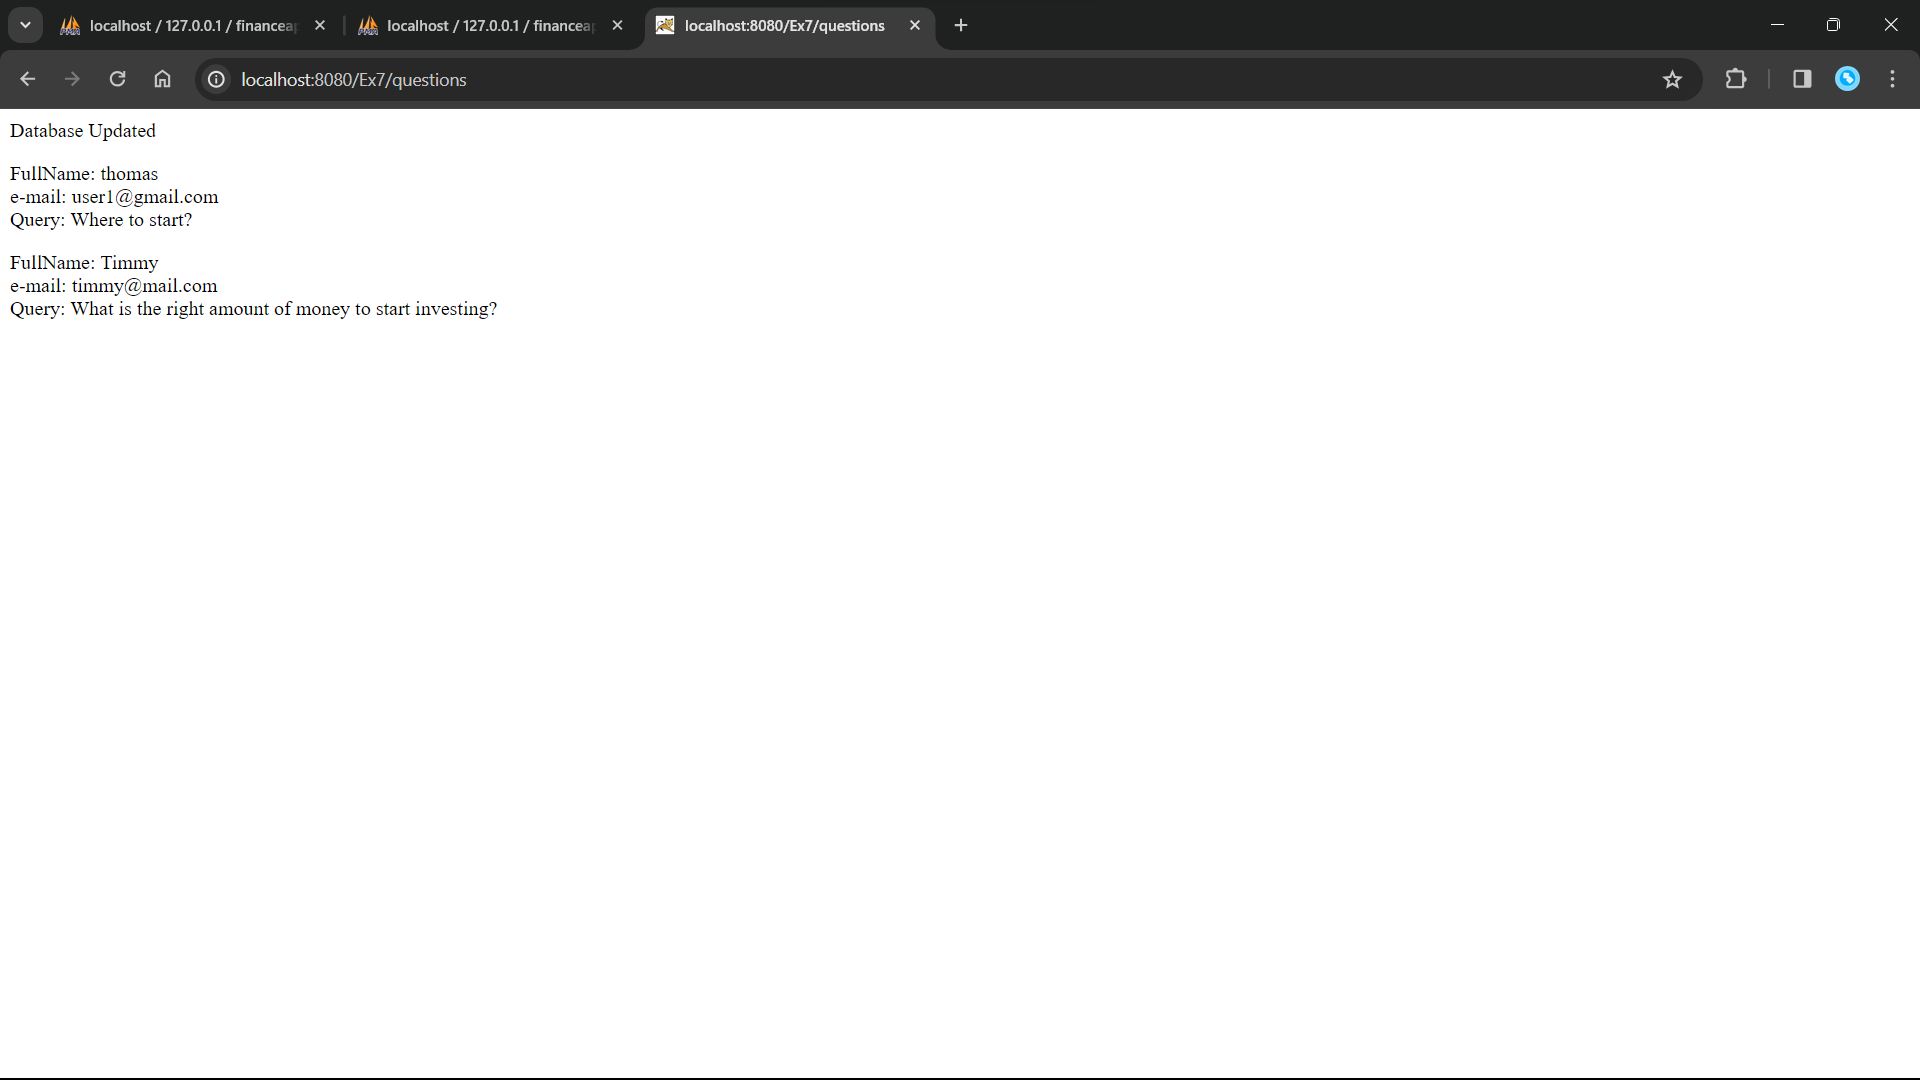 localhost / 127.0.0.1 / financeap
localhost / 127.0.0.1 / financeap
localhost:8080/Ex7/questions
localhost:8080/Ex7/questions
Database Updated
FullName: thomas
e-mail: user1@gmail.com
Query: Where to start?
FullName: Timmy
e-mail: timmy@mail.com
Query: What is the right amount of money to start investing?